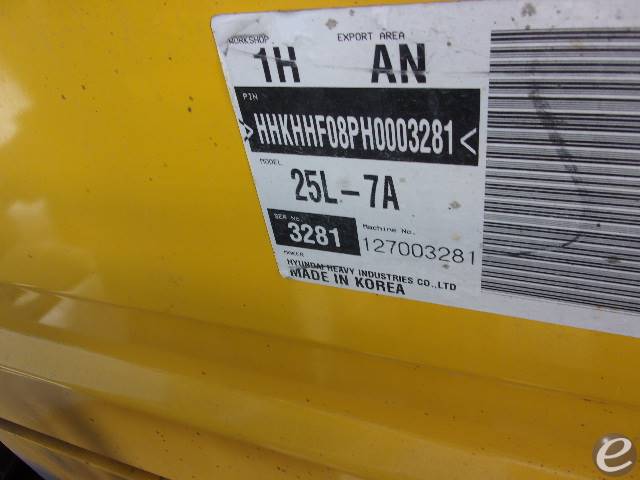 WORKSHOP EXPORT AREA
1H AN
PIN
>HHKHHF08PH0003281<
MODEL
25L-7A
SER No. Machine No.
3281 127003281
MAKER
HYUNDAI HEAVY INDUSTRIES CO.,LTD
MADE IN KOREA
e